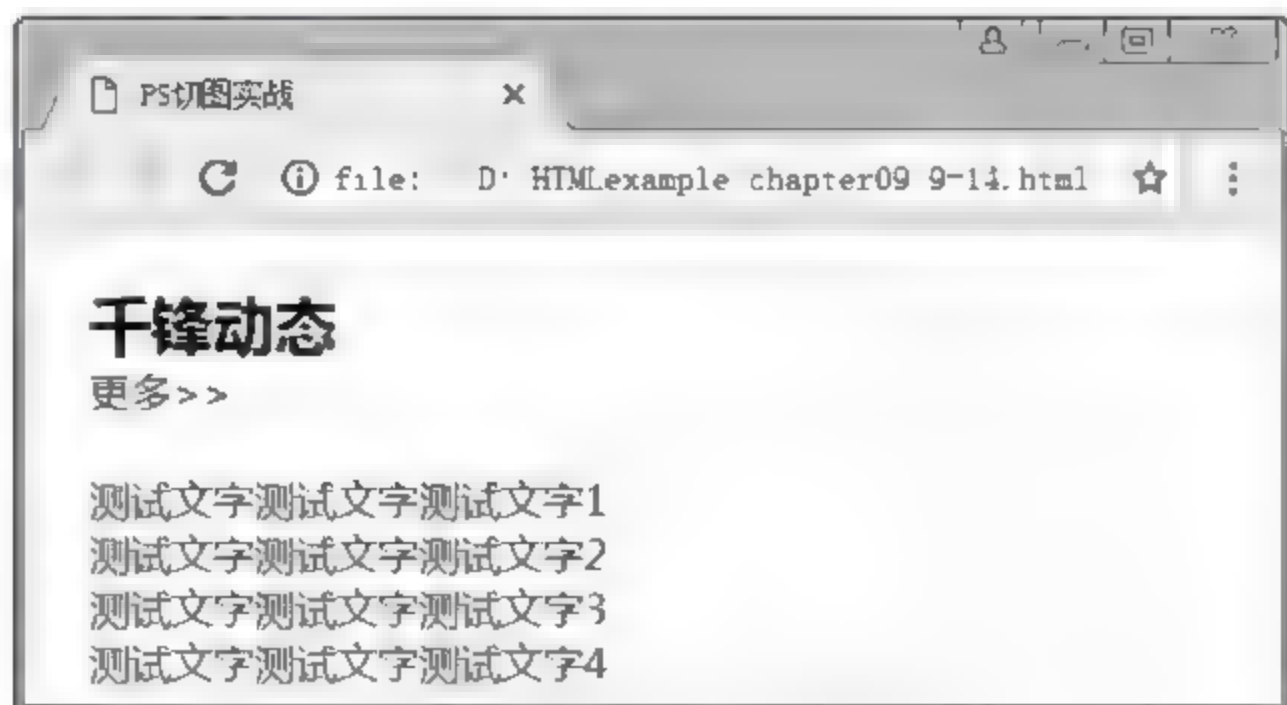 PS切图实战
file: D: HTMLexample chapter09 9-14.html
千锋动态
更多>>
测试文字测试文字测试文字1
测试文字测试文字测试文字2
测试文字测试文字测试文字3
测试文字测试文字测试文字4